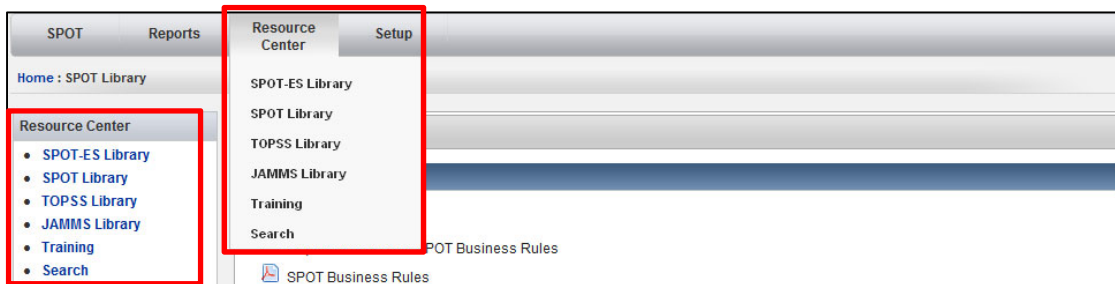 SPOT Reports Resource Center Setup
Home : SPOT Library
Resource Center
SPOT-ES Library
SPOT Library
TOPSS Library
JAMMS Library
Training
Search
SPOT-ES Library
SPOT Library
TOPSS Library
JAMMS Library
Training
Search
POT Business Rules
SPOT Business Rules